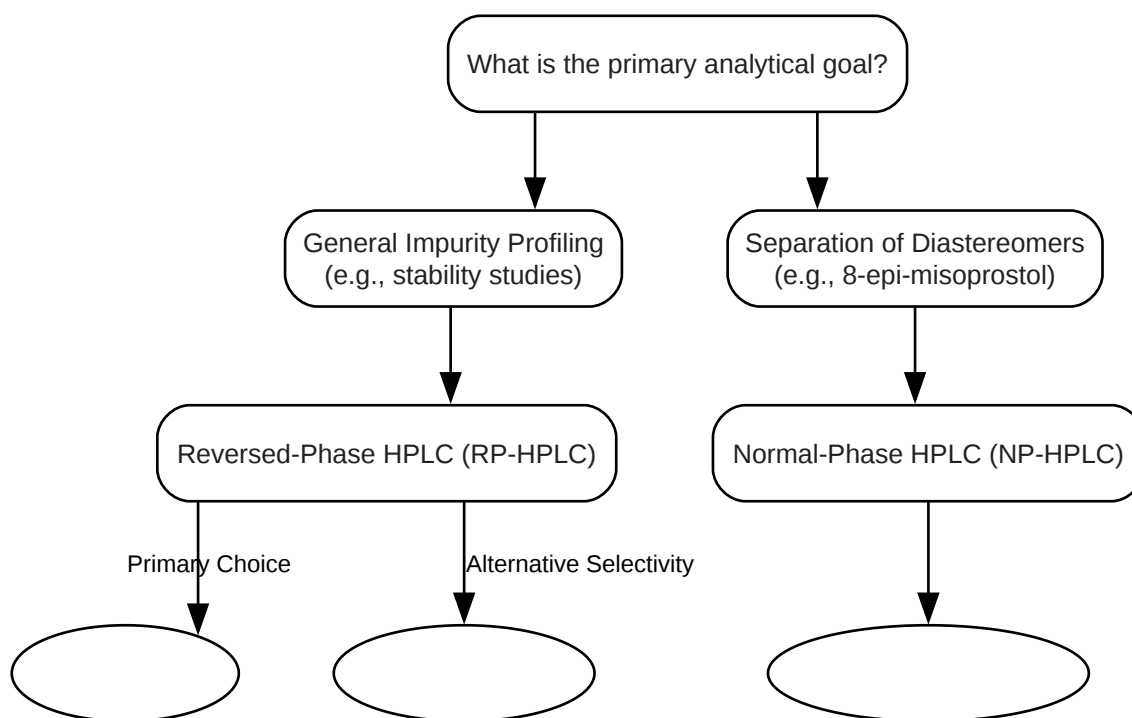 What is the primary analytical goal?
General Impurity Profiling
(e.g., stability studies)
Separation of Diastereomers
(e.g., 8-epi-misoprostol)
Reversed-Phase HPLC (RP-HPLC)
Normal-Phase HPLC (NP-HPLC)
Primary Choice
Alternative Selectivity